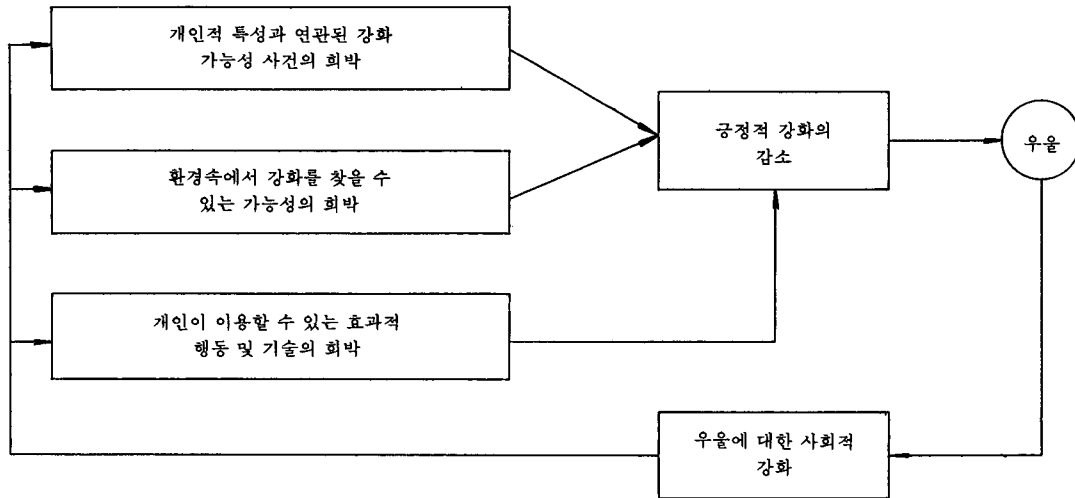 개인적 특성과 연관된 강화
가능성 사건의 희박
환경속에서 강화를 찾을 수
있는 가능성의 희박
개인이 이용할 수 있는 효과적
행동 및 기술의 희박
긍정적 강화의
감소
우울
우울에 대한 사회적
강화